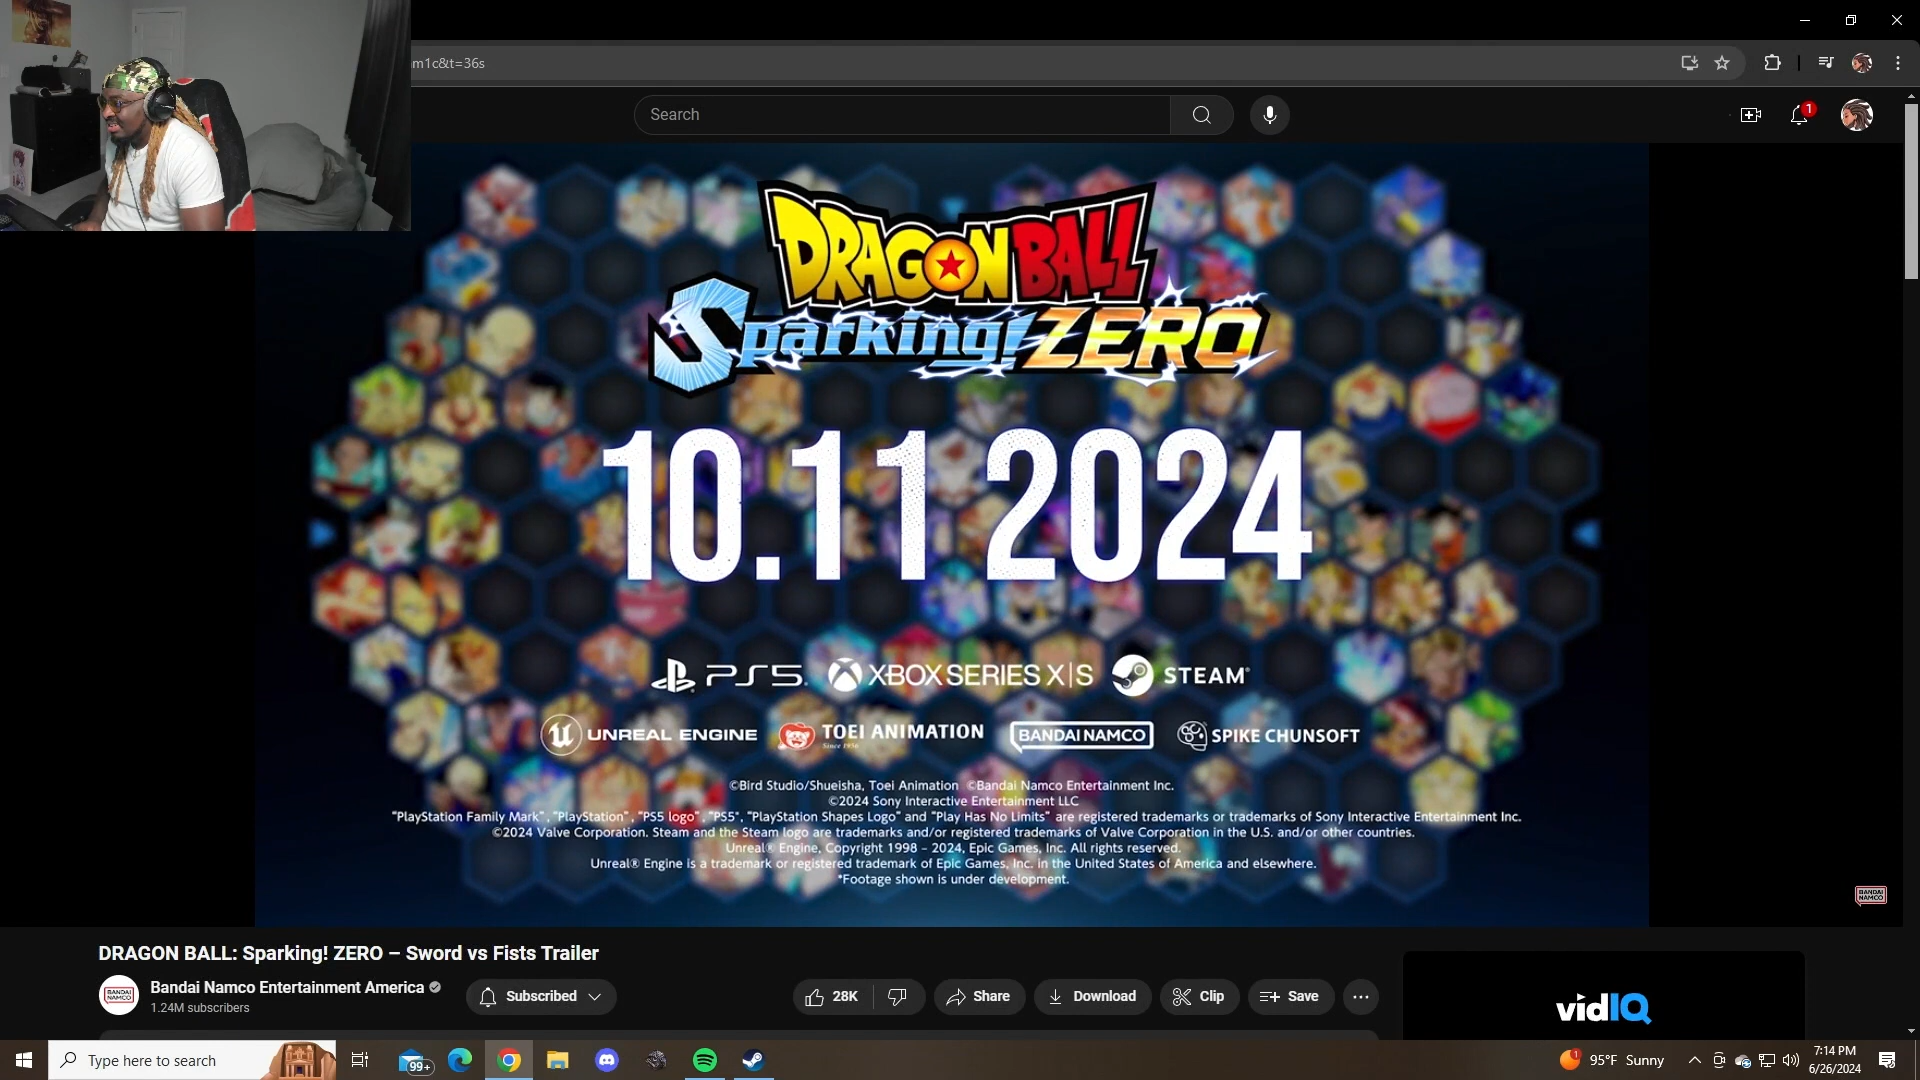 m1c&t=36s
Search
1
DRAGON BALL
Sparking! ZERO
10.11 2024
PS5 XBOX SERIES X|S STEAM®
UNREAL ENGINE TOEI ANIMATION Since 1956 BANDAI NAMCO SPIKE CHUNSOFT
©Bird Studio/Shueisha, Toei Animation ©Bandai Namco Entertainment Inc.
©2024 Sony Interactive Entertainment LLC
"PlayStation Family Mark", "PlayStation", "PS5 logo", "PS5", "PlayStation Shapes Logo" and "Play Has No Limits" are registered trademarks or trademarks of Sony Interactive Entertainment Inc.
©2024 Valve Corporation. Steam and the Steam logo are trademarks and/or registered trademarks of Valve Corporation in the U.S. and/or other countries.
Unreal® Engine, Copyright 1998 – 2024, Epic Games, Inc. All rights reserved.
Unreal® Engine is a trademark or registered trademark of Epic Games, Inc. in the United States of America and elsewhere.
*Footage shown is under development.
BANDAI NAMCO
DRAGON BALL: Sparking! ZERO – Sword vs Fists Trailer
BANDAI NAMCO
Bandai Namco Entertainment America
1.24M subscribers
Subscribed
28K
Share
Download
Clip
Save
vidIQ
Type here to search
99+
1
95°F Sunny
7:14 PM
6/26/2024